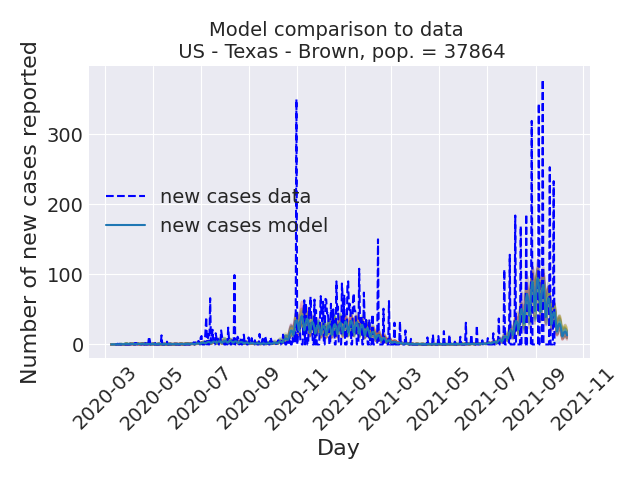 Model comparison to data
US - Texas - Brown, pop. = 37864
Number of new cases reported
300
200
100
0
new cases data
new cases model
2020-03
2020-05
2020-07
2020-09
2020-11
2021-01
2021-03
2021-05
2021-07
2021-09
2021-11
Day